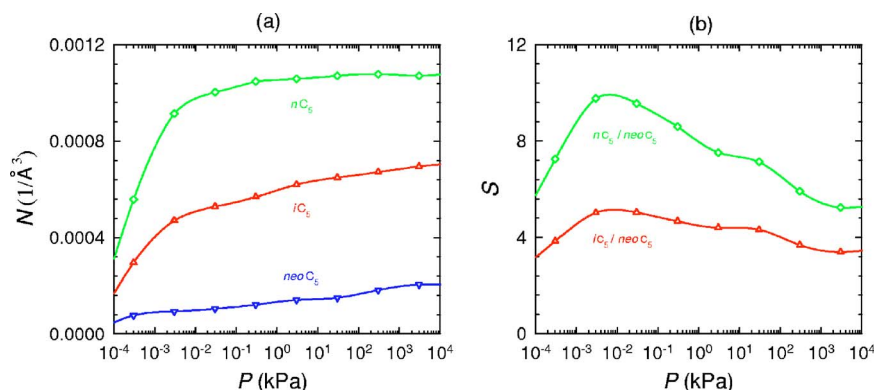 (a)
0.0012
0.0008
0.0004
0.0000
N (1/Å³)
nC₅
iC₅
neoC₅
10⁻⁴ 10⁻³ 10⁻² 10⁻¹ 10⁰ 10¹ 10² 10³ 10⁴
P (kPa)
(b)
12
8
4
0
S
nC₅ / neoC₅
iC₅ / neoC₅
10⁻⁴ 10⁻³ 10⁻² 10⁻¹ 10⁰ 10¹ 10² 10³ 10⁴
P (kPa)